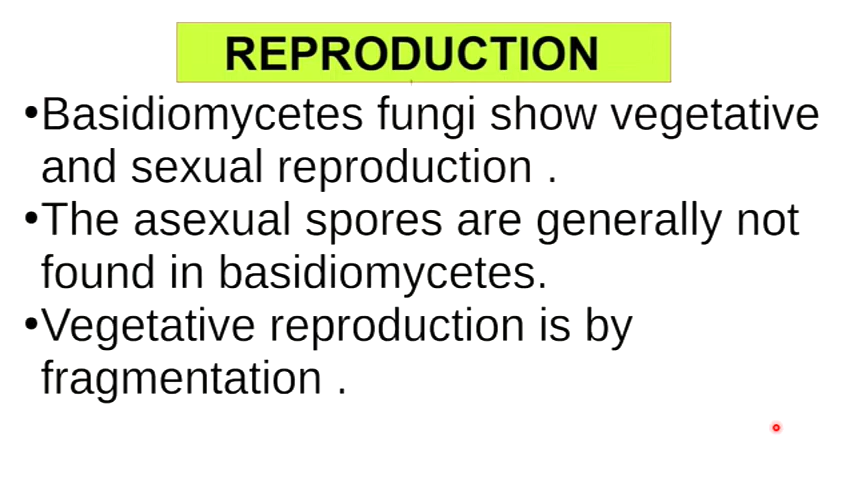 REPRODUCTION
•Basidiomycetes fungi show vegetative
and sexual reproduction .
•The asexual spores are generally not
found in basidiomycetes.
•Vegetative reproduction is by
fragmentation .